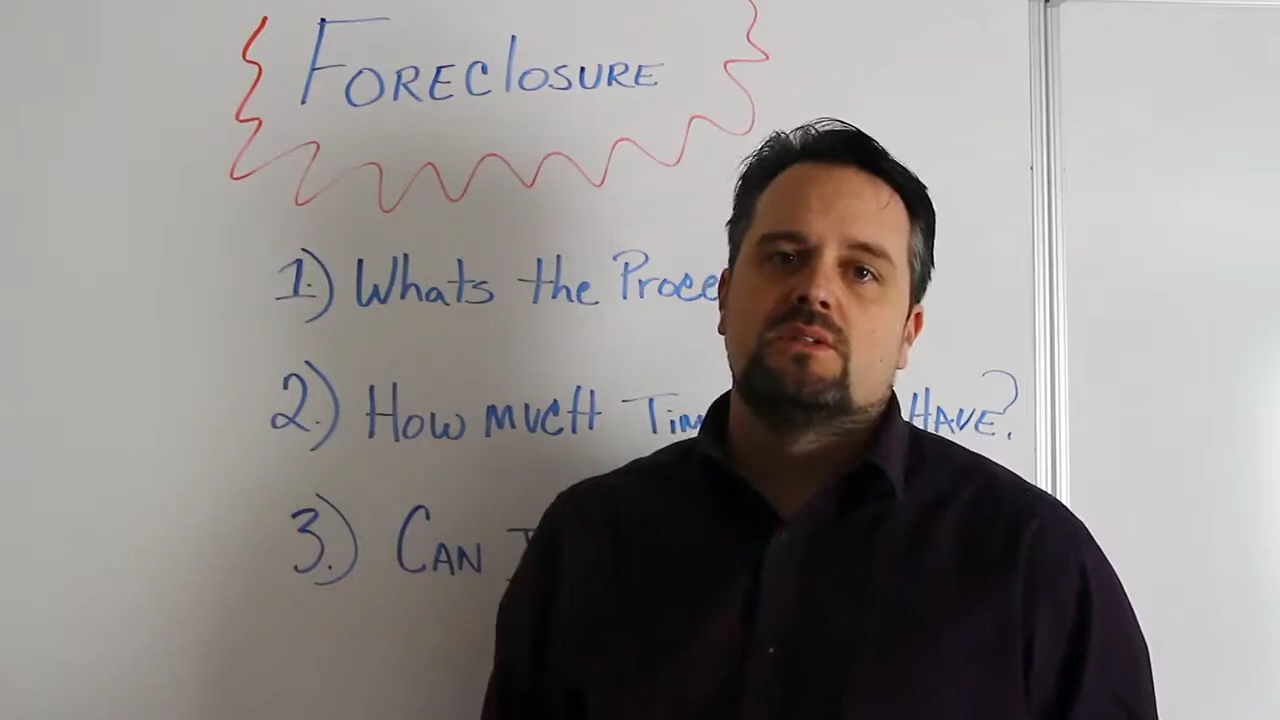 Foreclosure
1.) Whats the Proce
2.) How much Tim Have?
3.) Can I